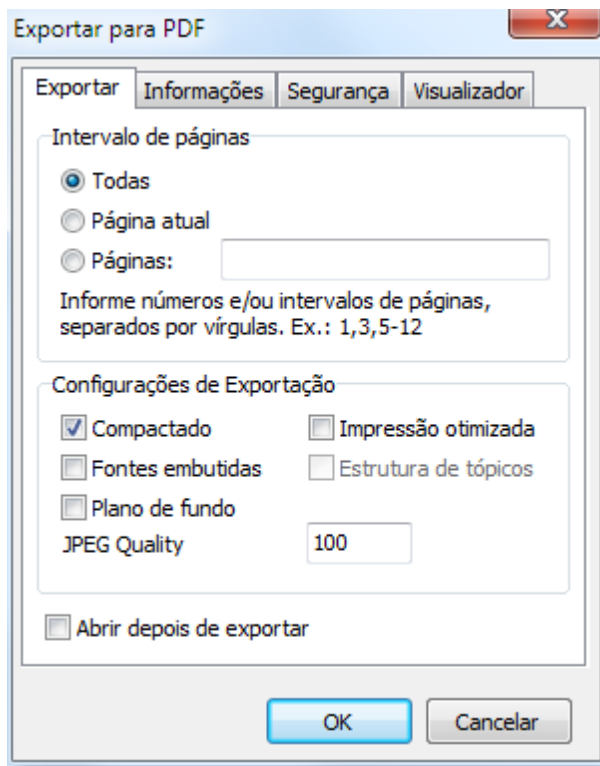 Exportar para PDF
Exportar Informações Segurança Visualizador
Intervalo de páginas
Todas
Página atual
Páginas:
Informe números e/ou intervalos de páginas,
separados por vírgulas. Ex.: 1,3,5-12
Configurações de Exportação
Compactado Impressão otimizada
Fontes embutidas Estrutura de tópicos
Plano de fundo
JPEG Quality 100
Abrir depois de exportar
OK Cancelar